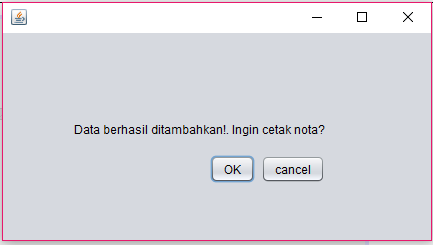 Data berhasil ditambahkan!. Ingin cetak nota?
OK cancel